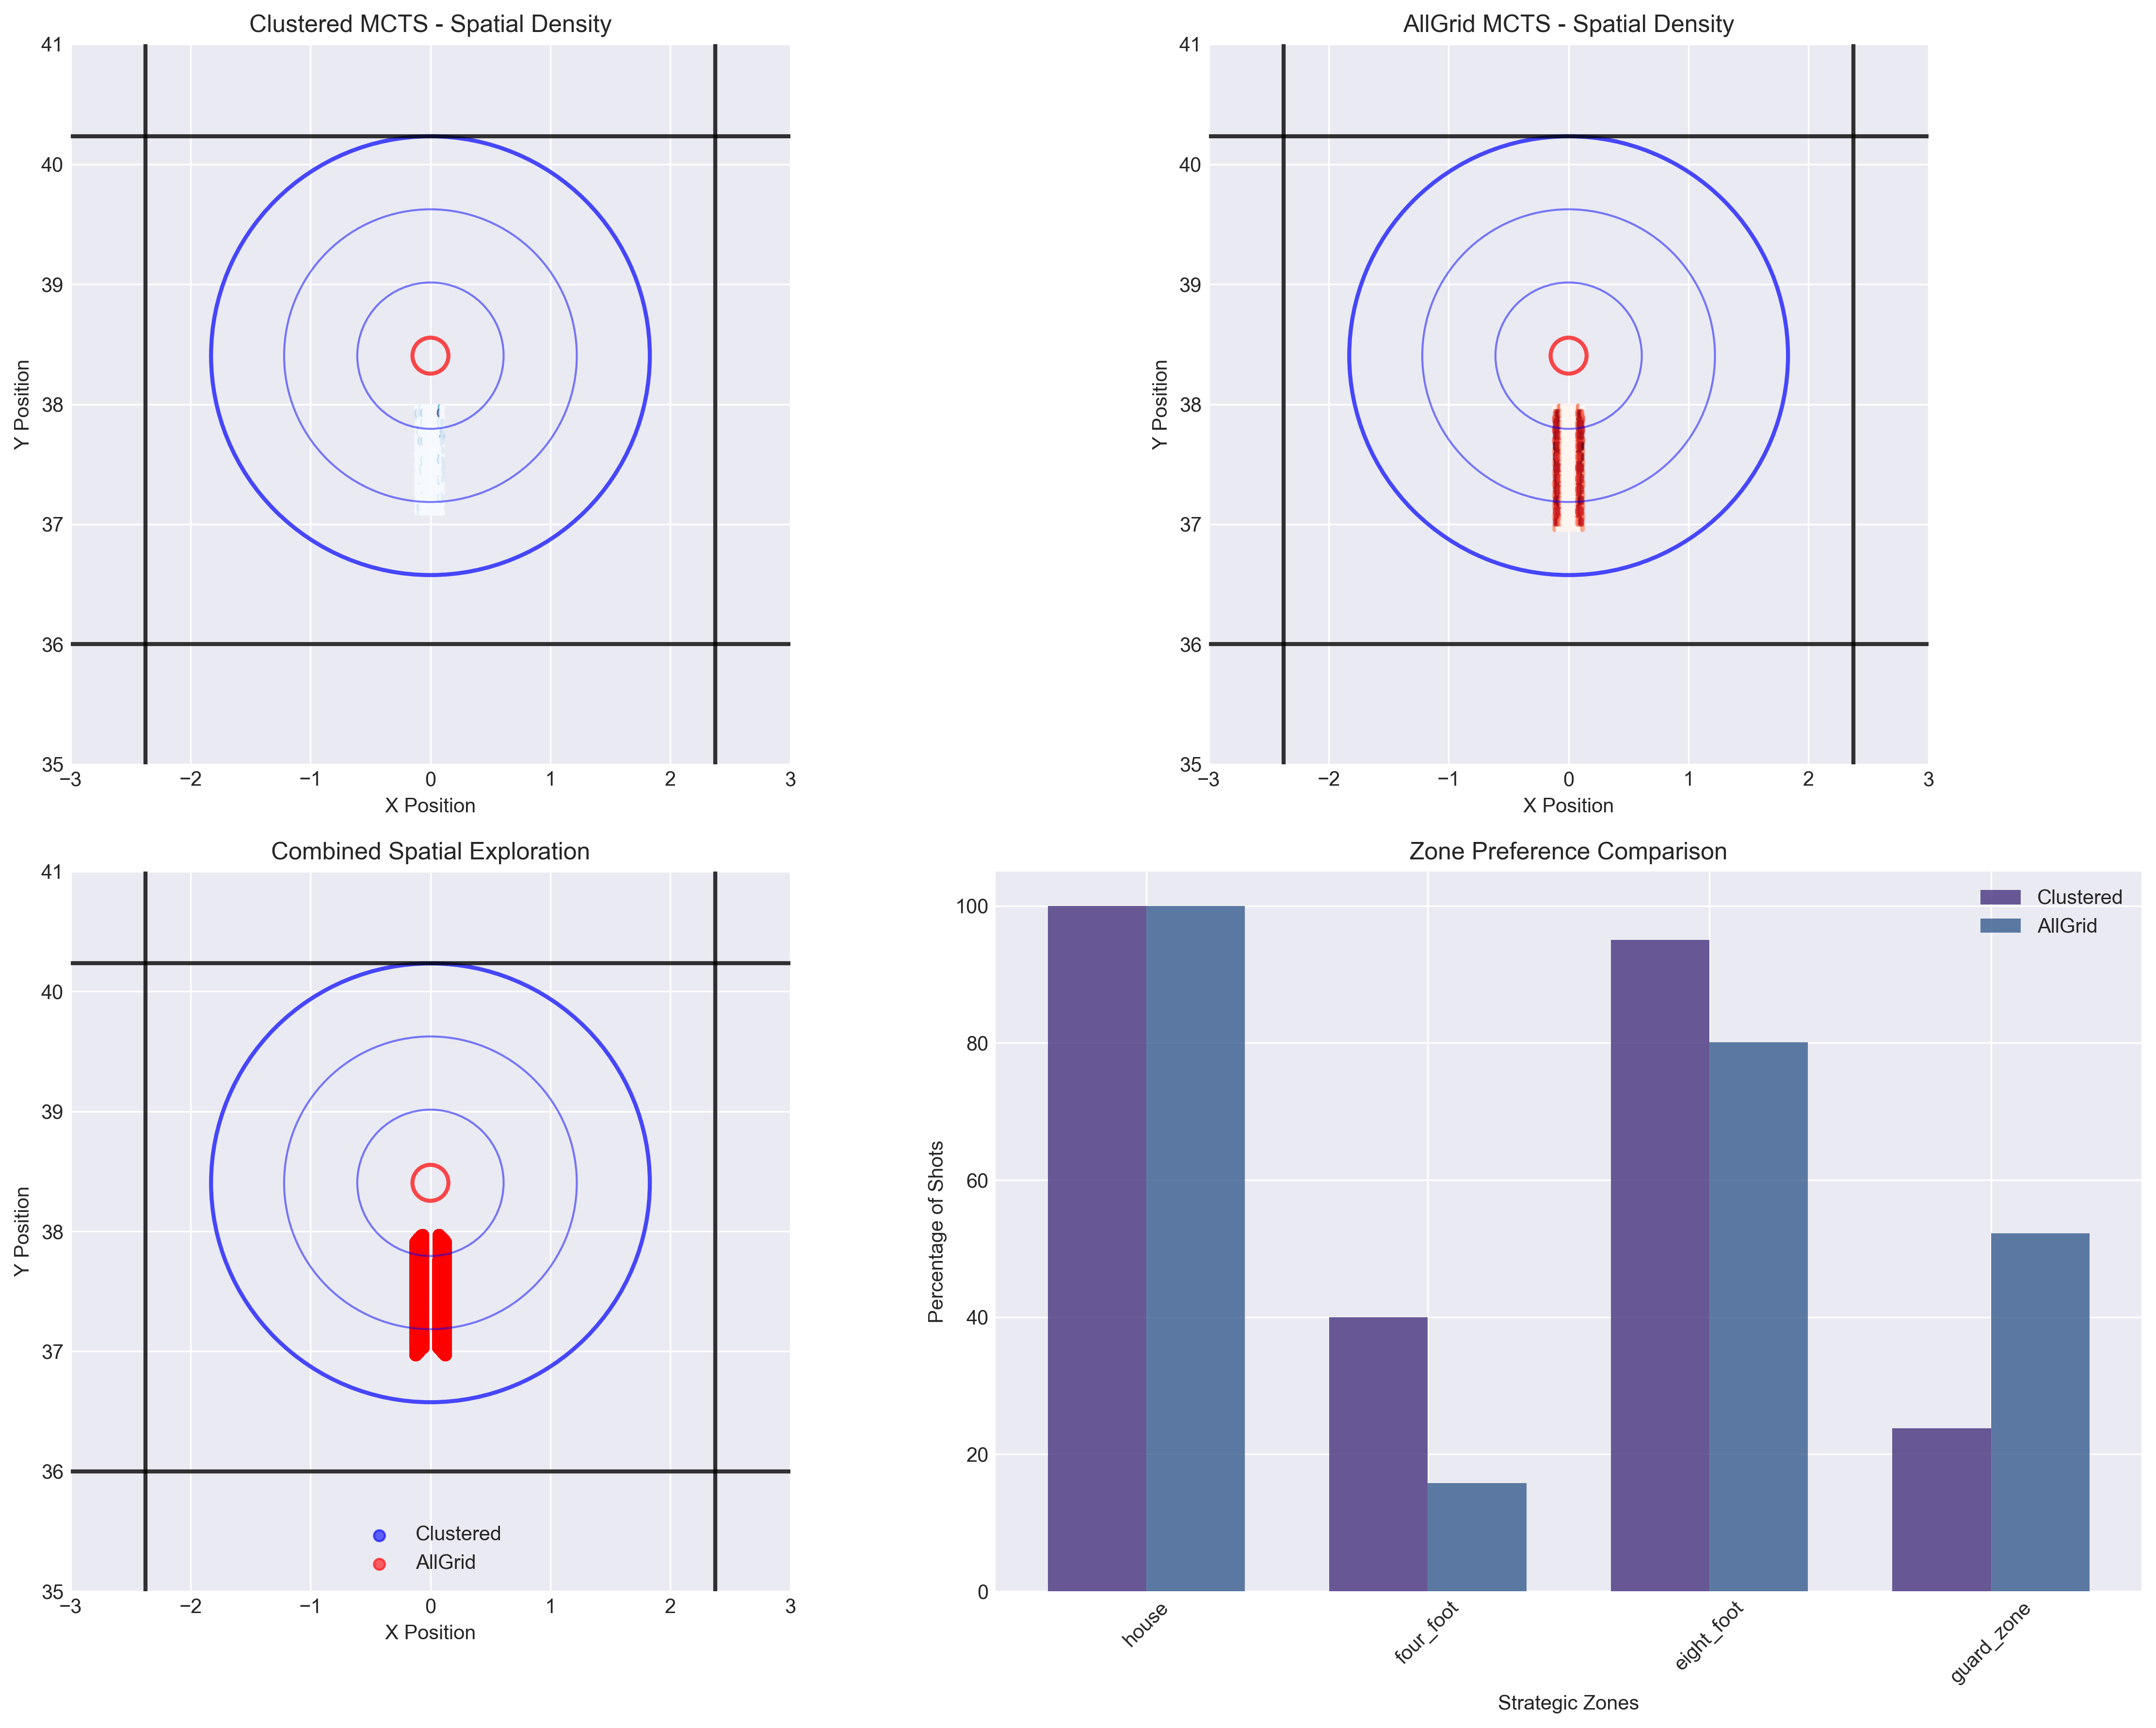 Clustered MCTS - Spatial Density
41
40
39
38
37
36
35
Y Position
−3 −2 −1 0 1 2 3
X Position
AllGrid MCTS - Spatial Density
41
40
39
38
37
36
35
Y Position
−3 −2 −1 0 1 2 3
X Position
Combined Spatial Exploration
41
40
39
38
37
36
35
Y Position
Clustered
AllGrid
−3 −2 −1 0 1 2 3
X Position
Zone Preference Comparison
Clustered
AllGrid
100
80
60
40
20
0
Percentage of Shots
house
four_foot
eight_foot
guard_zone
Strategic Zones